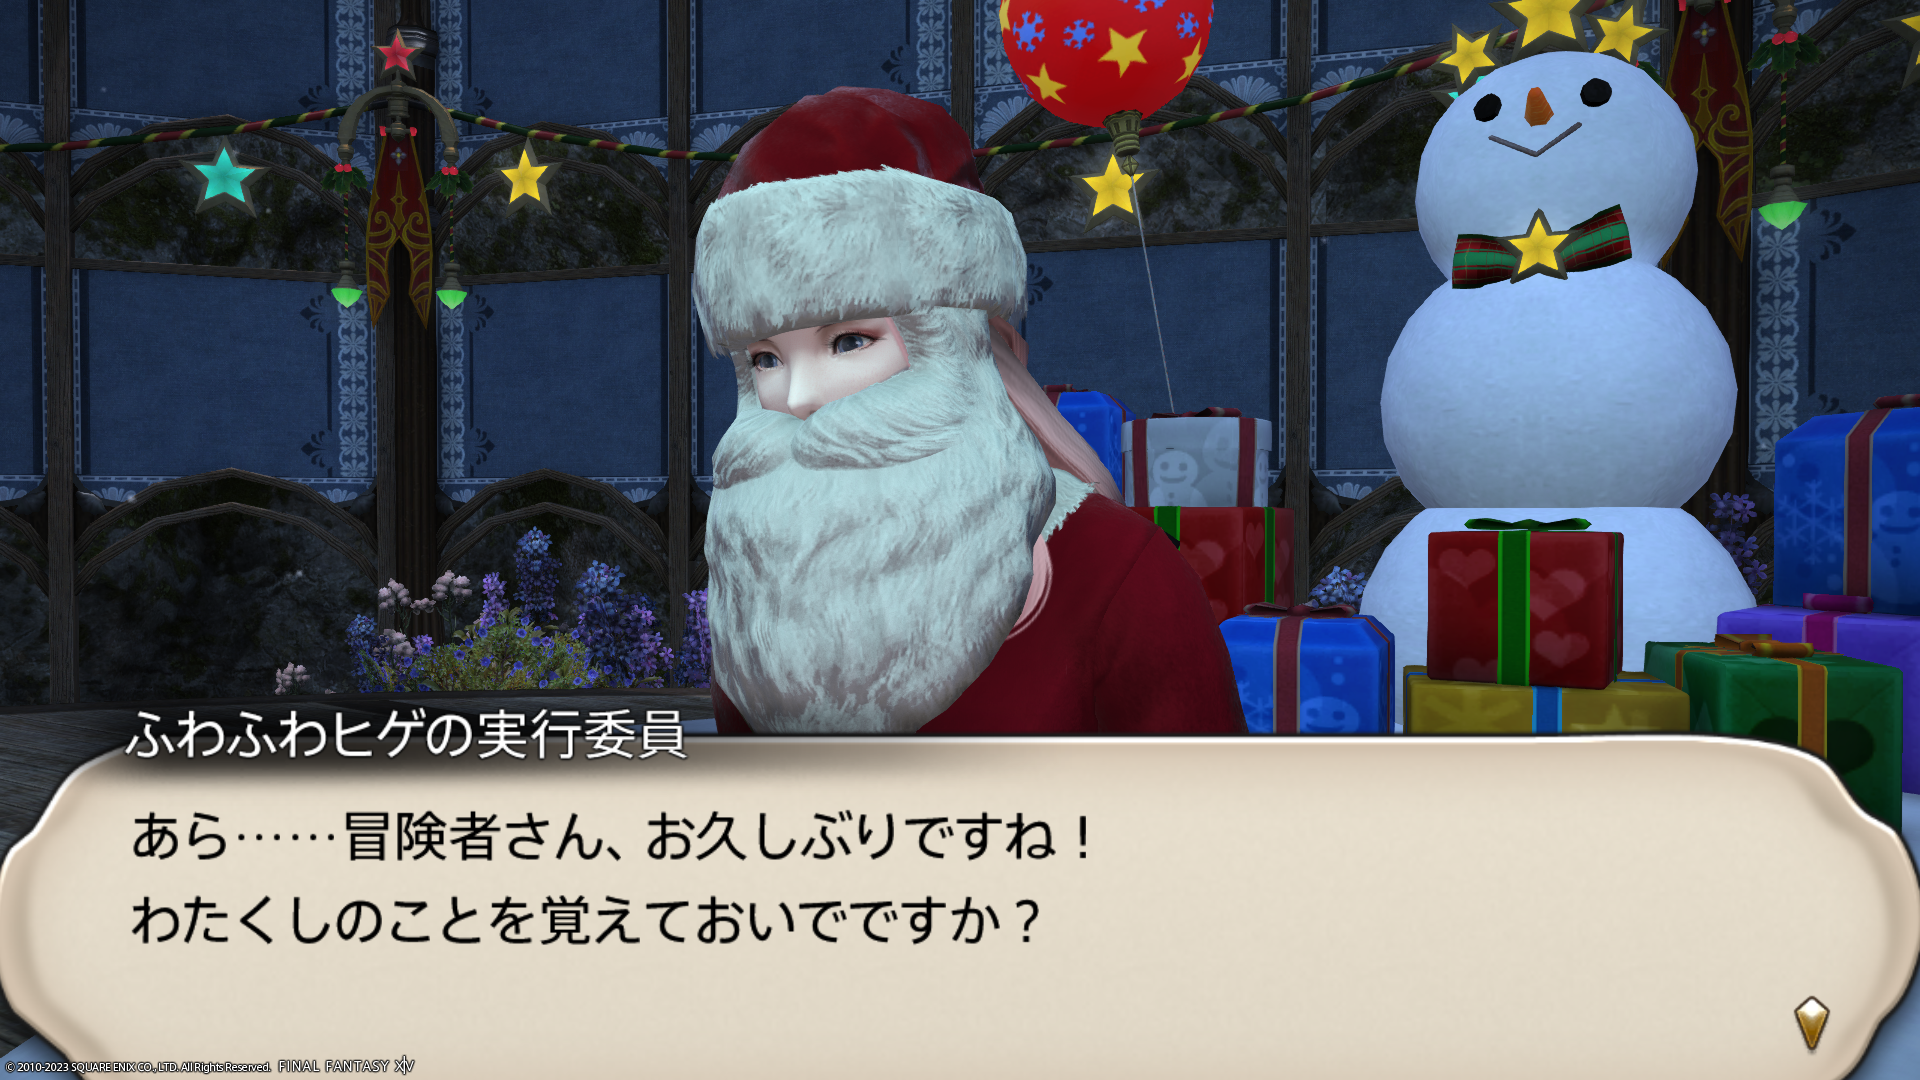 ふわふわヒゲの実行委員
あら……冒険者さん、お久しぶりですね！
わたくしのことを覚えておいでですか？
© 2010-2023 SQUARE ENIX CO., LTD. All Rights Reserved. FINAL FANTASY XIV